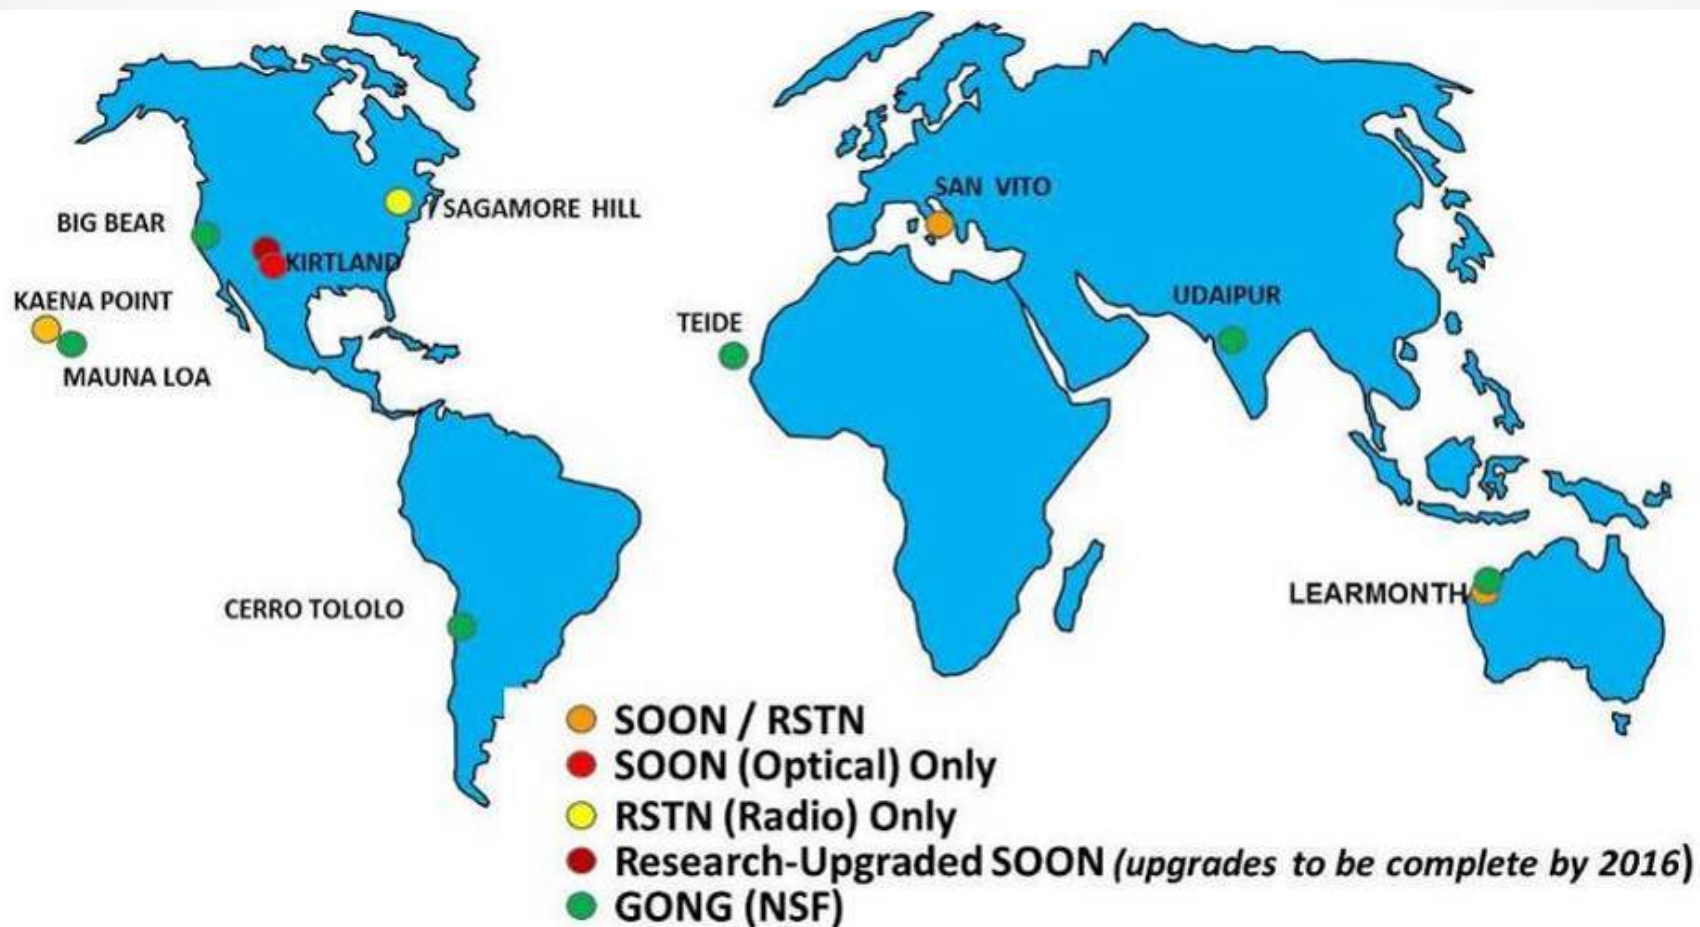 SAN VITO
SAGAMORE HILL
BIG BEAR
KIRTLAND
KAENA POINT
UDAIPUR
TEIDE
MAUNA LOA
LEARMONTH
CERRO TOLOLO
SOON / RSTN
SOON (Optical) Only
RSTN (Radio) Only
Research-Upgraded SOON (upgrades to be complete by 2016)
GONG (NSF)